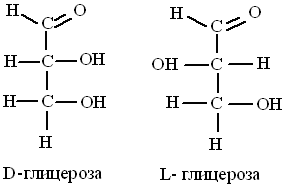 H O H O
C C
H C OH OH C H
H C OH H C OH
H H
D-глицероза L- глицероза